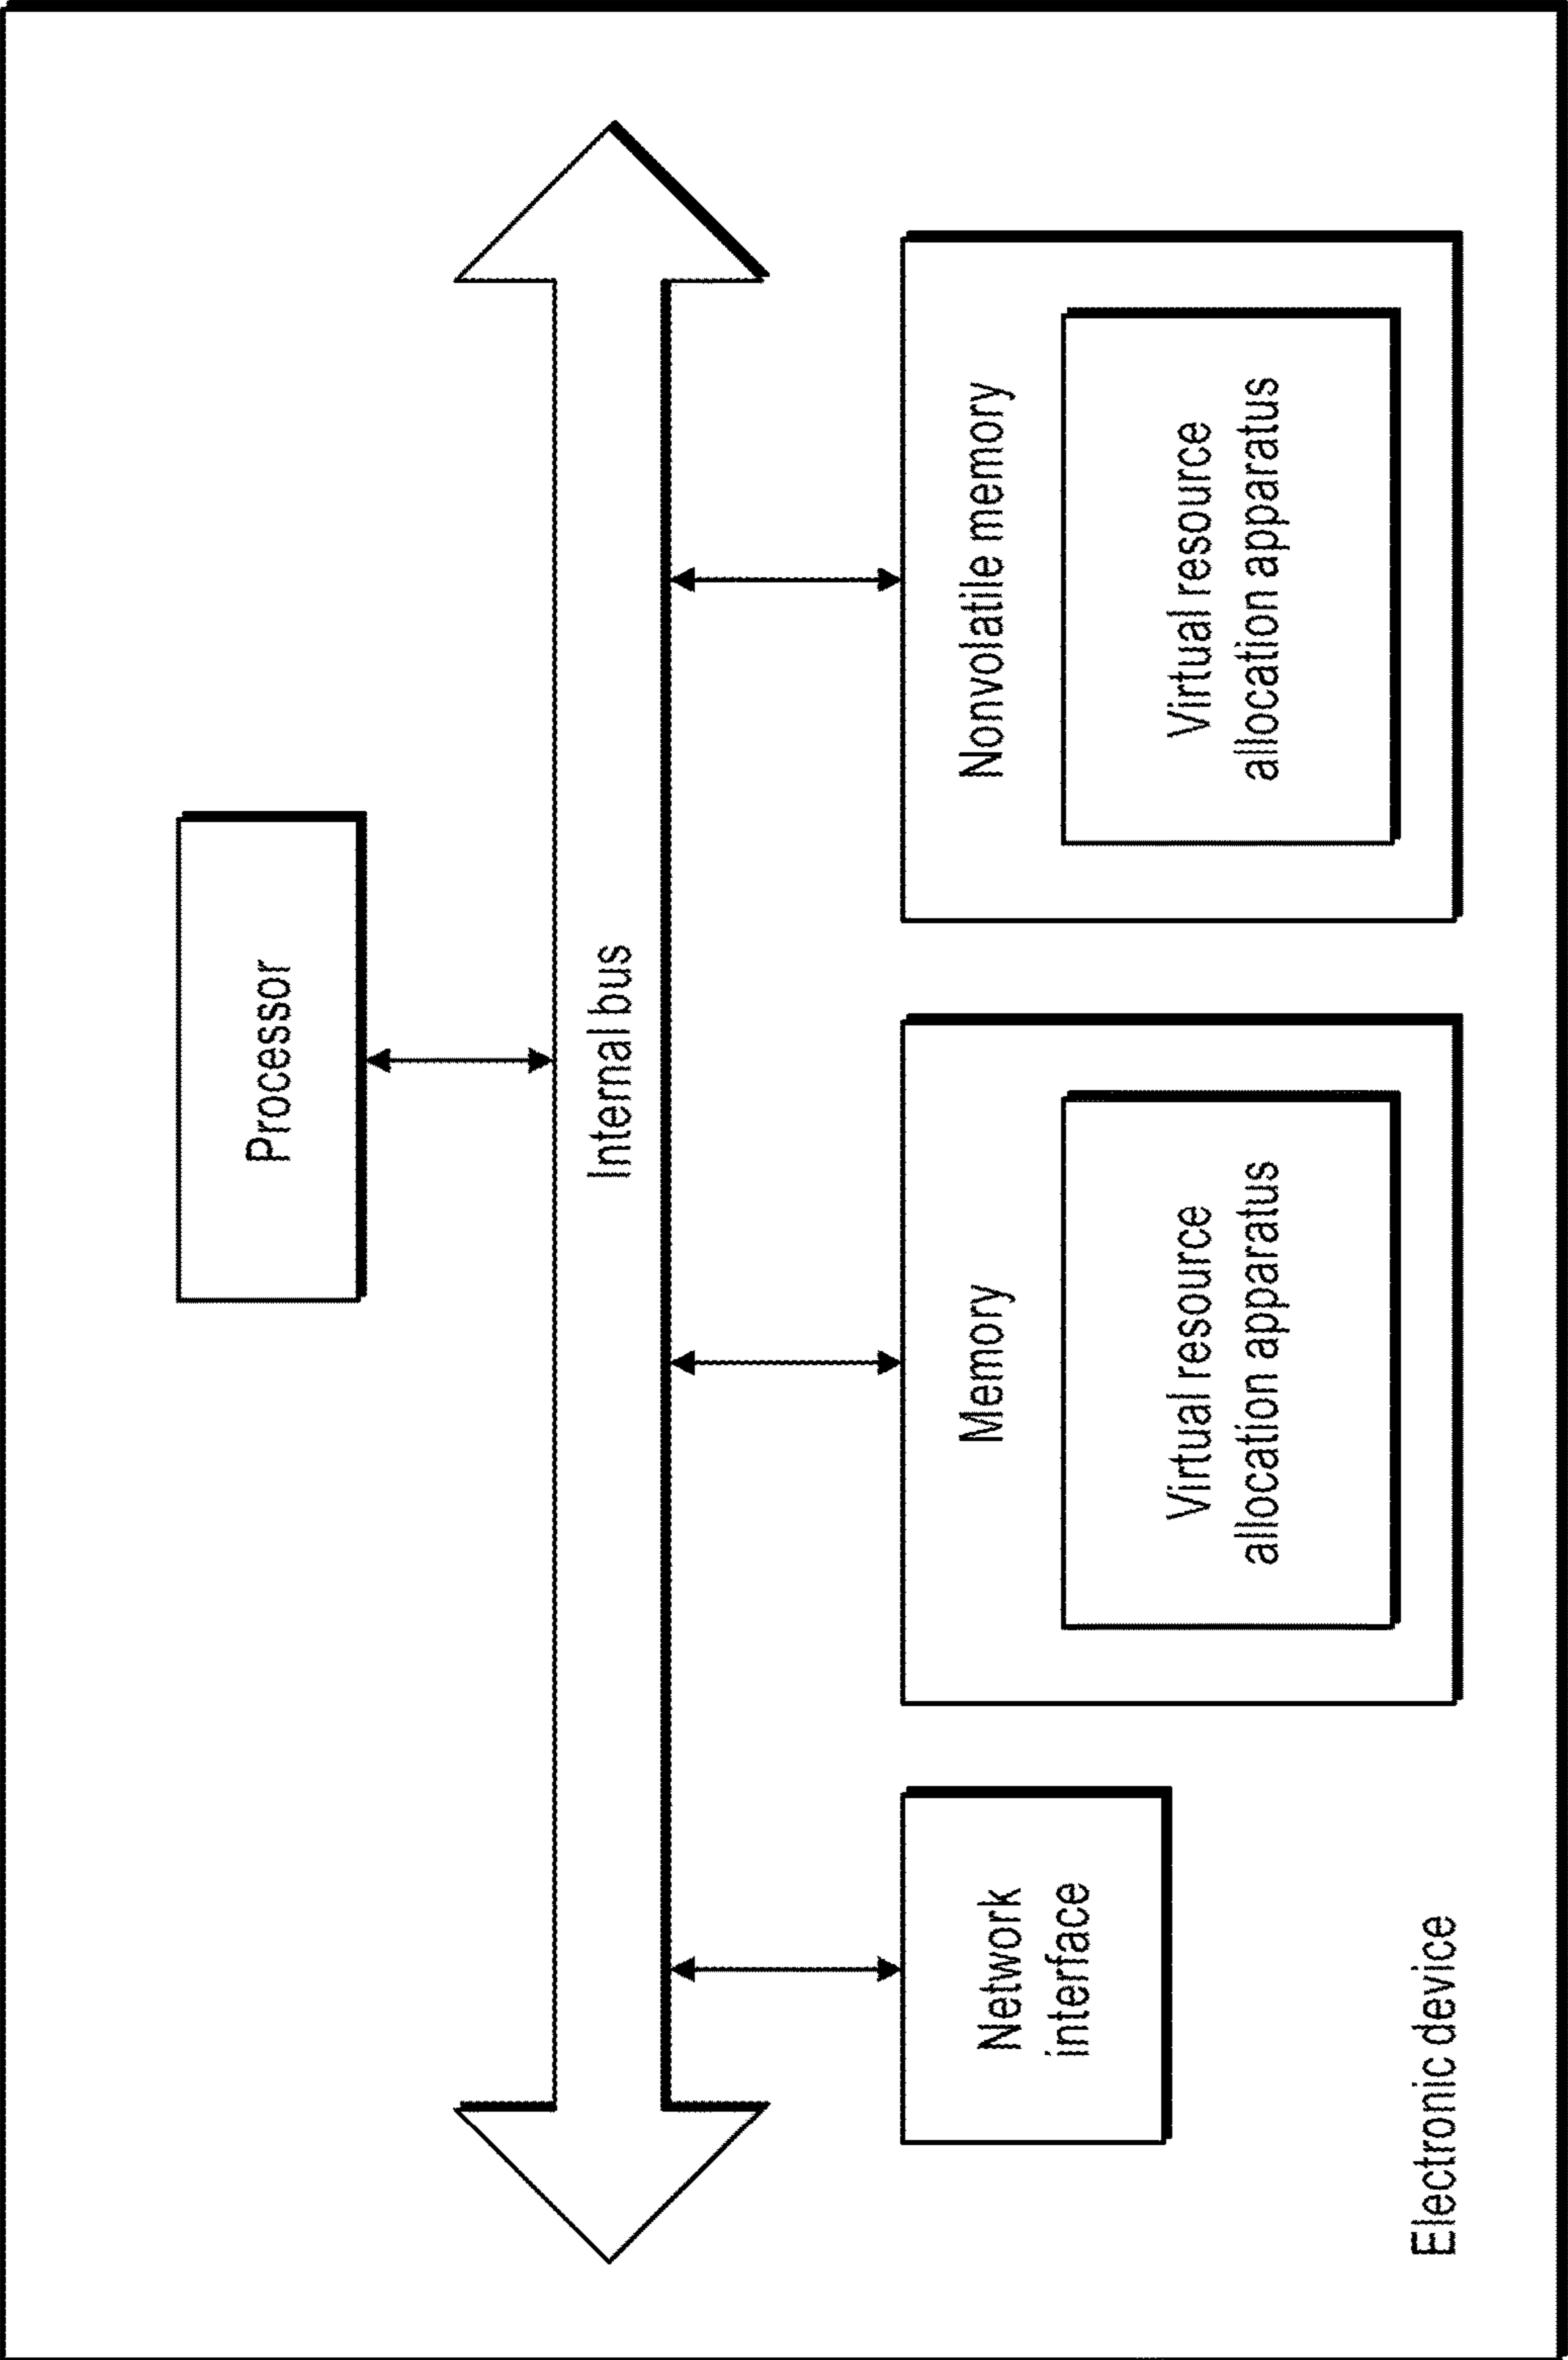 Processor
Internal bus
Network
interface
Memory
Virtual resource
allocation apparatus
Nonvolatile memory
Virtual resource
allocation apparatus
Electronic device